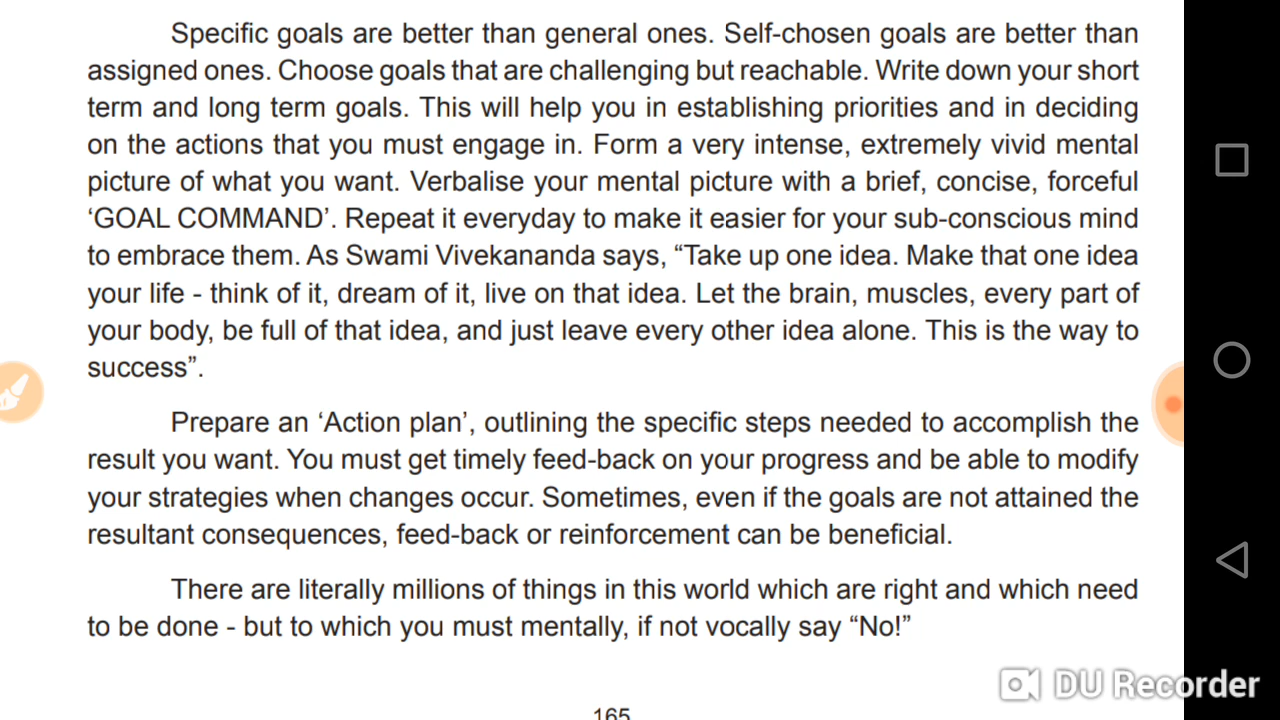 Specific goals are better than general ones. Self-chosen goals are better than
assigned ones. Choose goals that are challenging but reachable. Write down your short
term and long term goals. This will help you in establishing priorities and in deciding
on the actions that you must engage in. Form a very intense, extremely vivid mental
picture of what you want. Verbalise your mental picture with a brief, concise, forceful
‘GOAL COMMAND’. Repeat it everyday to make it easier for your sub-conscious mind
to embrace them. As Swami Vivekananda says, “Take up one idea. Make that one idea
your life - think of it, dream of it, live on that idea. Let the brain, muscles, every part of
your body, be full of that idea, and just leave every other idea alone. This is the way to
success”.
Prepare an ‘Action plan’, outlining the specific steps needed to accomplish the
result you want. You must get timely feed-back on your progress and be able to modify
your strategies when changes occur. Sometimes, even if the goals are not attained the
resultant consequences, feed-back or reinforcement can be beneficial.
There are literally millions of things in this world which are right and which need
to be done - but to which you must mentally, if not vocally say “No!”
165
DU Recorder